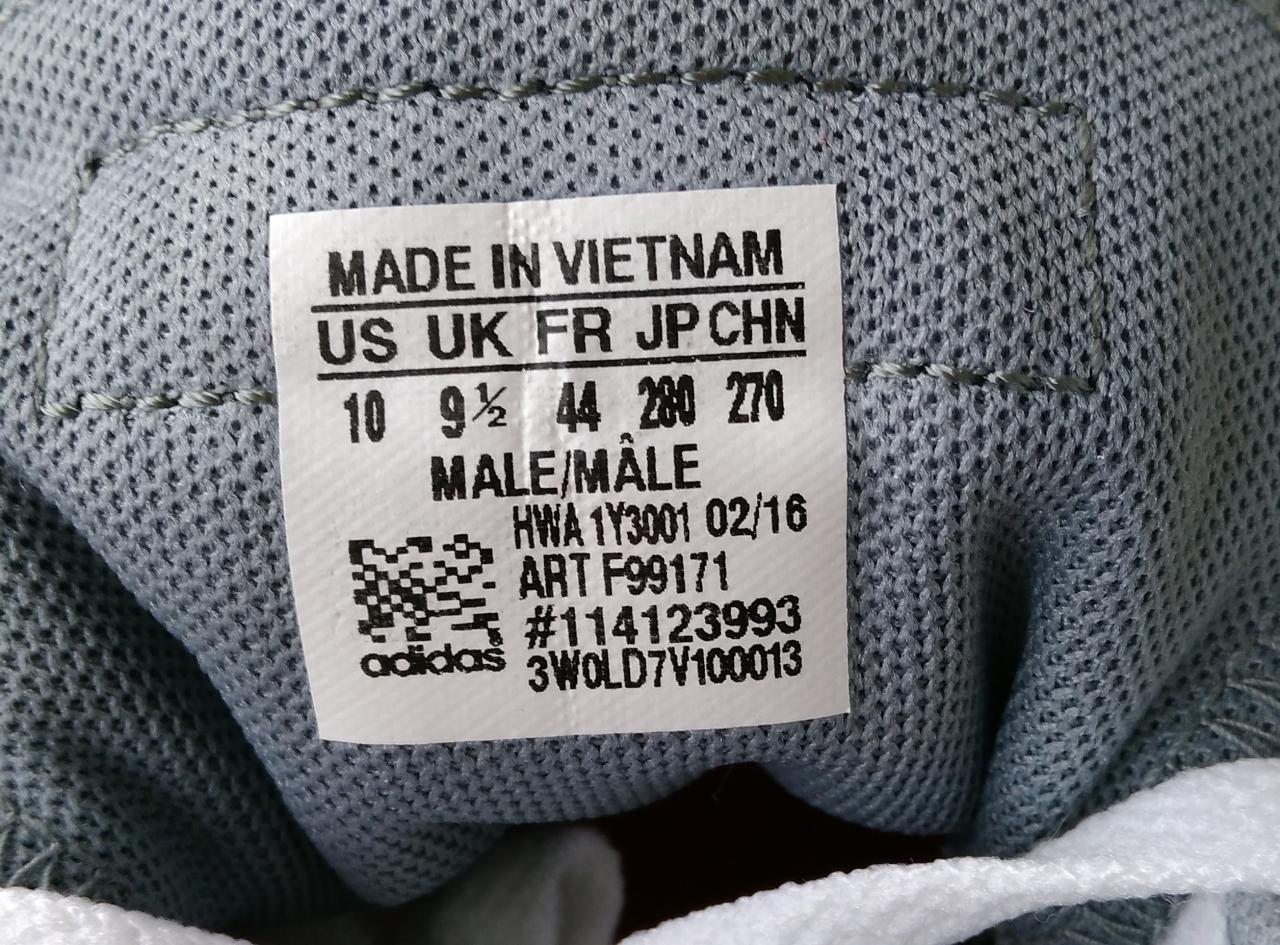 MADE IN VIETNAM
US UK FR JP CHN
10 9½ 44 280 270
MALE/MÂLE
HWA 1Y3001 02/16
ART F99171
#114123993
adidas® 3W0LD7V100013